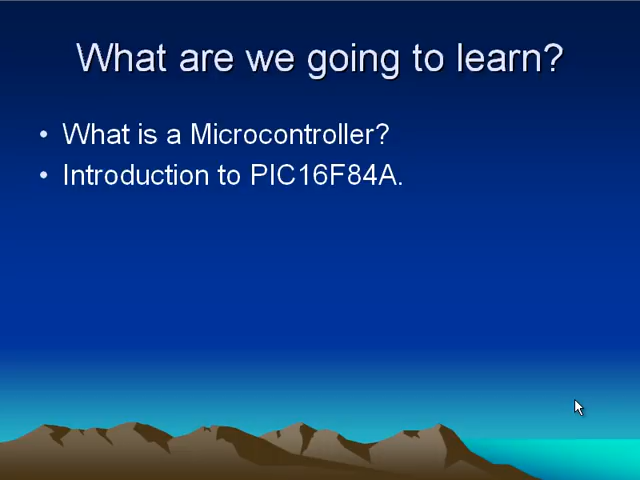 What are we going to learn?
• What is a Microcontroller?
• Introduction to PIC16F84A.